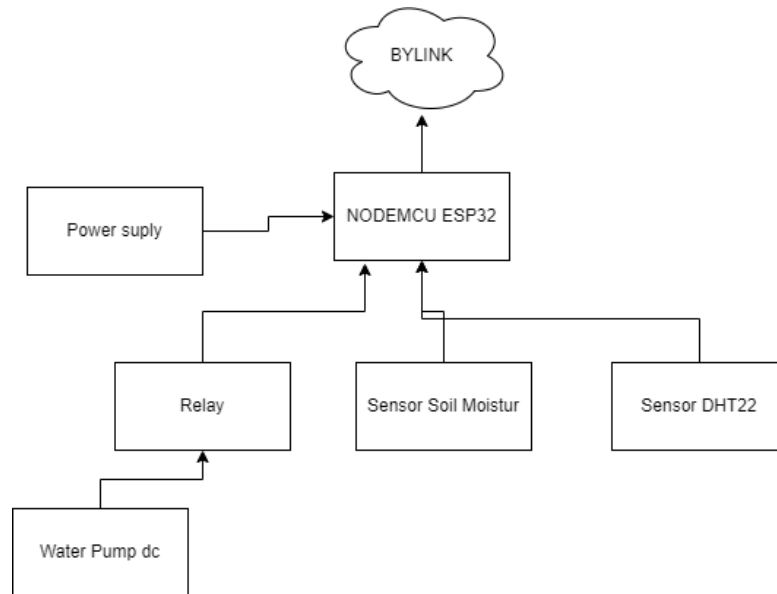 BYLINK
NODEMCU ESP32
Power suply
Relay
Sensor Soil Moistur
Sensor DHT22
Water Pump dc